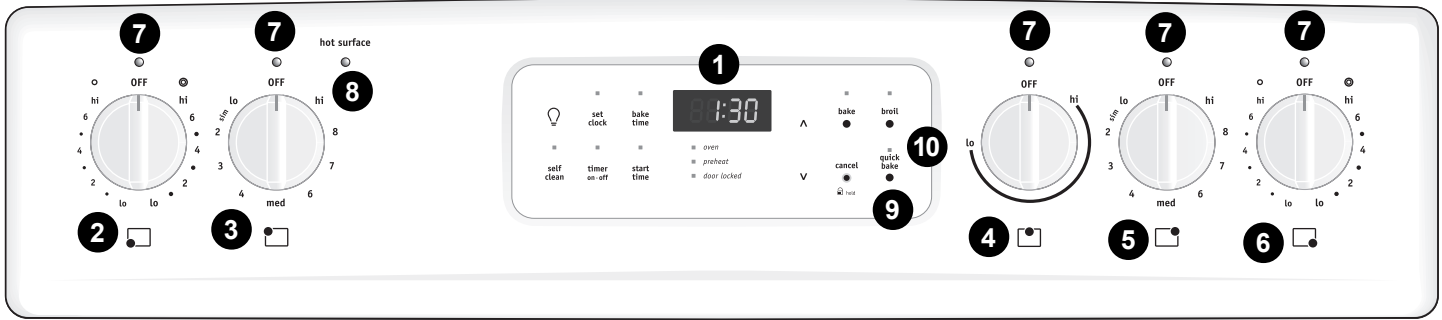 7
7
hot surface
8
OFF
hi
hi
6
6
4
4
2
2
lo
lo
2
OFF
lo
hi
sim
2
8
3
7
4
6
med
3
1
1:30
set
clock
bake
time
self
clean
timer
on-off
start
time
oven
preheat
door locked
bake
broil
cancel
hold
quick
bake
10
9
7
OFF
hi
lo
4
7
OFF
lo
hi
sim
2
8
3
7
4
6
med
5
7
OFF
hi
hi
6
6
4
4
2
2
lo
lo
6